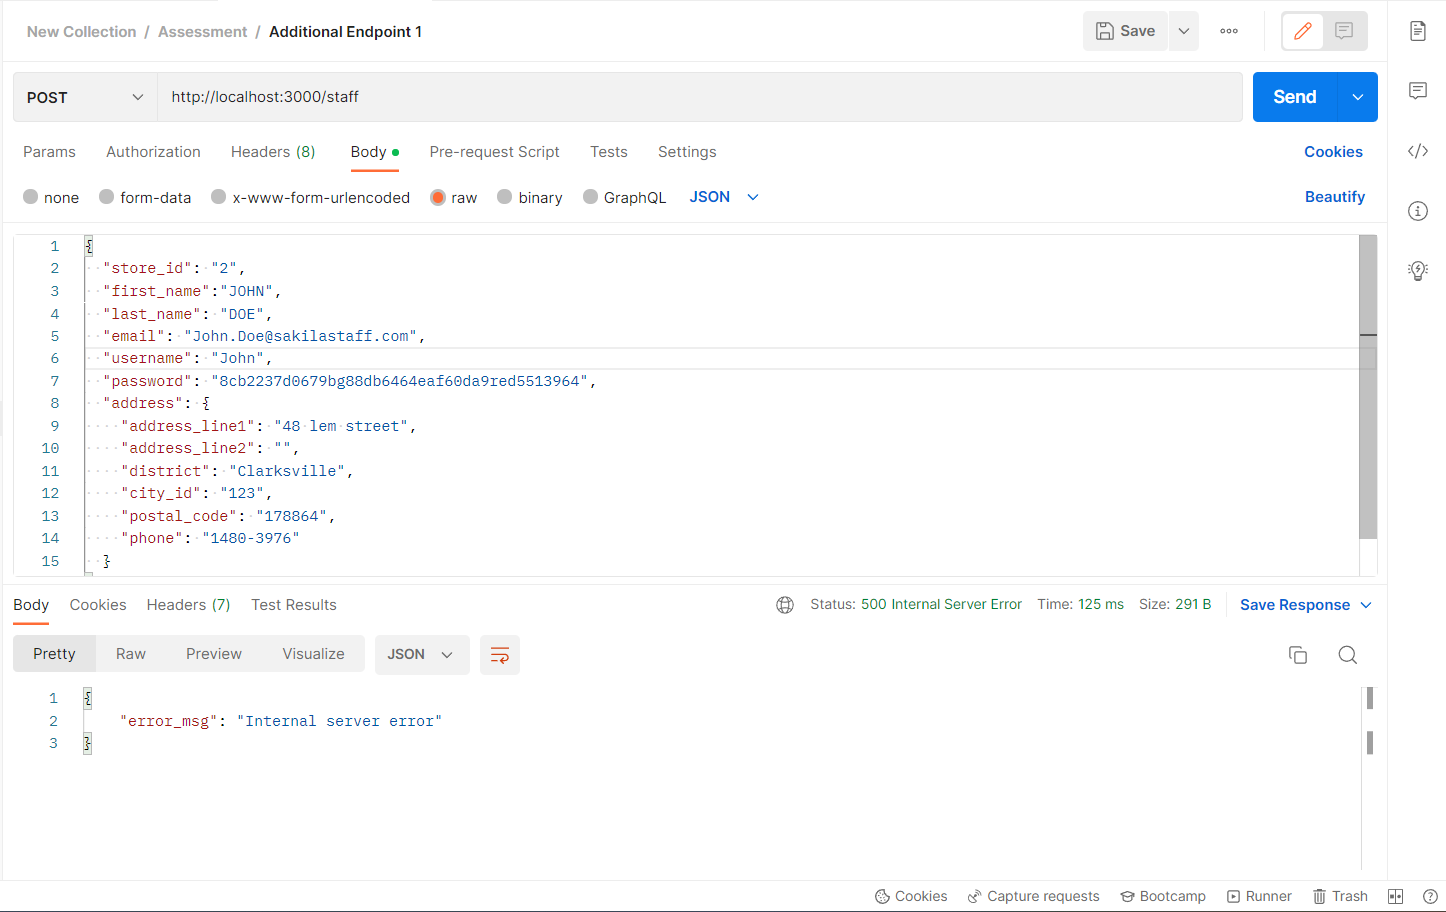 New Collection / Assessment / Additional Endpoint 1
Save
POST
http://localhost:3000/staff
Send
Params Authorization Headers (8) Body Pre-request Script Tests Settings Cookies
none form-data x-www-form-urlencoded raw binary GraphQL JSON Beautify
1 {
2 "store_id": "2",
3 "first_name":"JOHN",
4 "last_name": "DOE",
5 "email": "John.Doe@sakilastaff.com",
6 "username": "John",
7 "password": "8cb2237d0679bg88db6464eaf60da9red5513964",
8 "address": {
9 "address_line1": "48 lem street",
10 "address_line2": "",
11 "district": "Clarksville",
12 "city_id": "123",
13 "postal_code": "178864",
14 "phone": "1480-3976"
15 }
Body Cookies Headers (7) Test Results Status: 500 Internal Server Error Time: 125 ms Size: 291 B Save Response
Pretty Raw Preview Visualize JSON
1 {
2 "error_msg": "Internal server error"
3 }
Cookies Capture requests Bootcamp Runner Trash